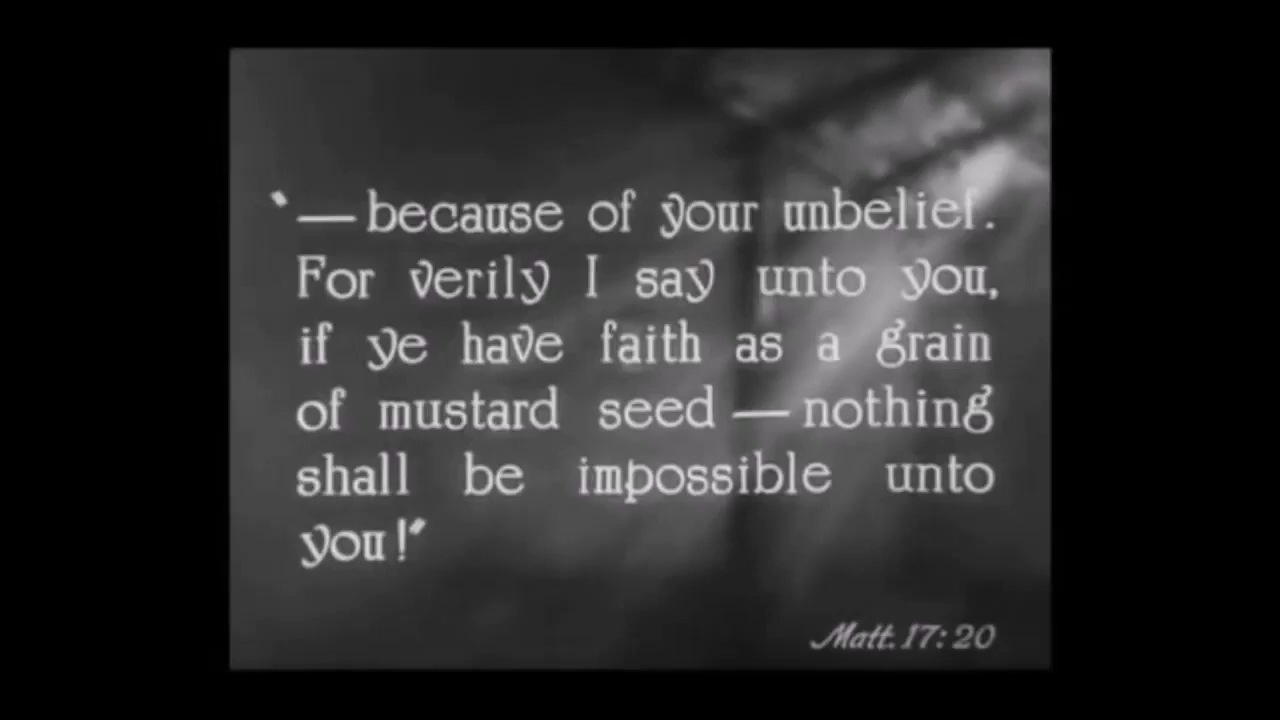 "—because of your unbelief.
For verily I say unto you,
if ye have faith as a grain
of mustard seed—nothing
shall be impossible unto
you!"
Matt. 17:20